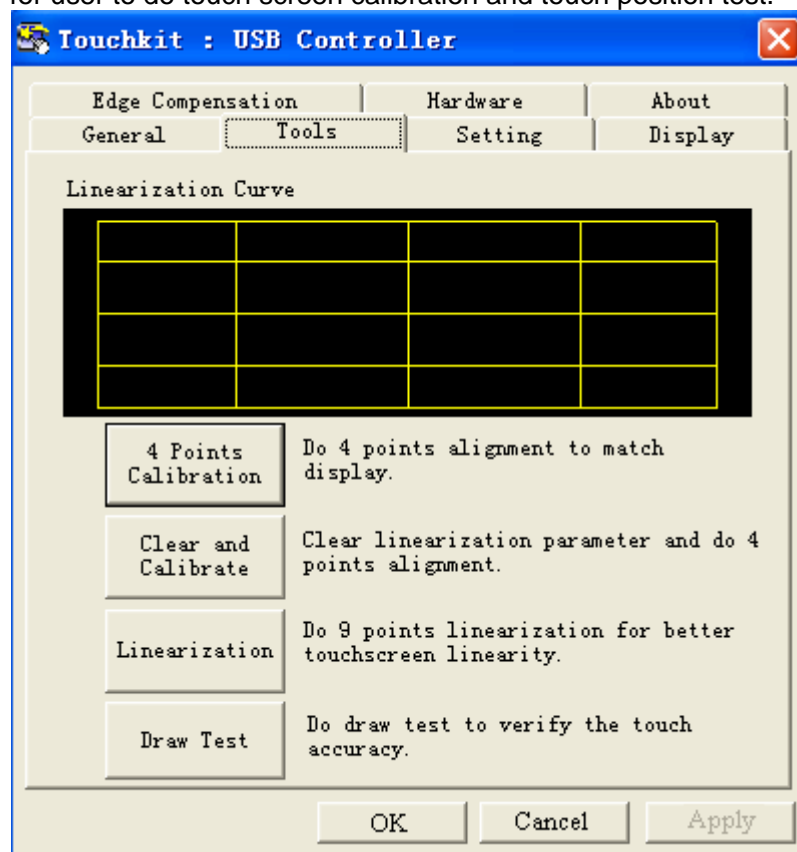 for user to do touch screen calibration and touch position test.
Touchkit : USB Controller
Edge Compensation Hardware About
General Tools Setting Display
Linearization Curve
4 Points
Calibration
Do 4 points alignment to match
display.
Clear and
Calibrate
Clear linearization parameter and do 4
points alignment.
Linearization
Do 9 points linearization for better
touchscreen linearity.
Draw Test
Do draw test to verify the touch
accuracy.
OK Cancel Apply